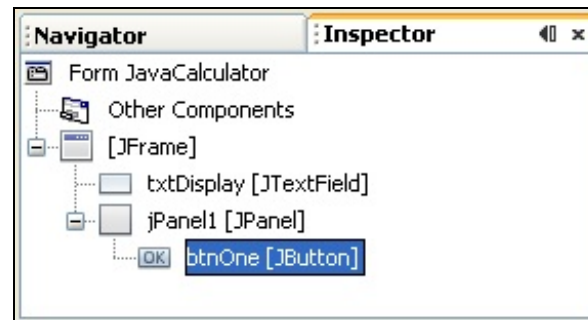 Navigator Inspector
Form JavaCalculator
Other Components
[JFrame]
txtDisplay [JTextField]
jPanel1 [JPanel]
OK btnOne [JButton]